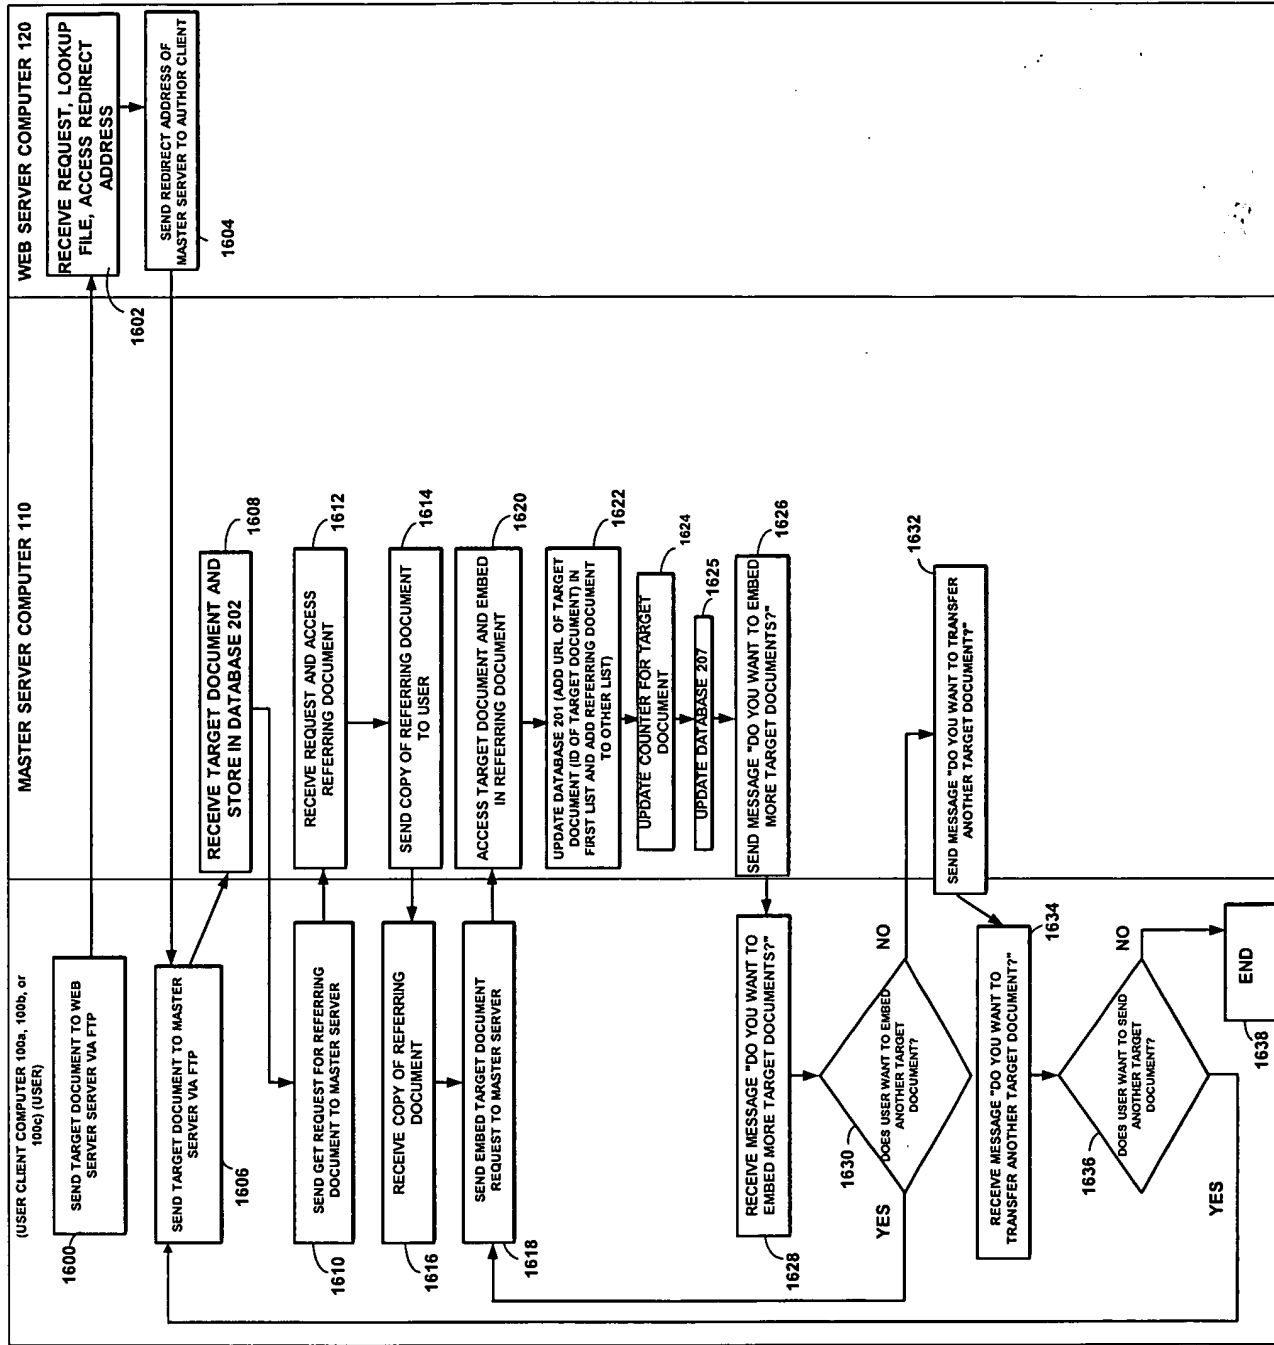 (USER CLIENT COMPUTER 100a, 100b, or
100c) (USER)
MASTER SERVER COMPUTER 110
WEB SERVER COMPUTER 120
SEND TARGET DOCUMENT TO WEB
SERVER SERVER VIA FTP
1600
RECEIVE REQUEST, LOOKUP
FILE, ACCESS REDIRECT
ADDRESS
1602
SEND REDIRECT ADDRESS OF
MASTER SERVER TO AUTHOR CLIENT
1604
SEND TARGET DOCUMENT TO MASTER
SERVER VIA FTP
1606
RECEIVE TARGET DOCUMENT AND
STORE IN DATABASE 202
1608
SEND GET REQUEST FOR REFERRING
DOCUMENT TO MASTER SERVER
1610
RECEIVE REQUEST AND ACCESS
REFERRING DOCUMENT
1612
SEND COPY OF REFERRING DOCUMENT
TO USER
1614
RECEIVE COPY OF REFERRING
DOCUMENT
1616
SEND EMBED TARGET DOCUMENT
REQUEST TO MASTER SERVER
1618
ACCESS TARGET DOCUMENT AND EMBED
IN REFERRING DOCUMENT
1620
UPDATE DATABASE 201 (ADD URL OF TARGET
DOCUMENT (ID OF TARGET DOCUMENT) IN
FIRST LIST AND ADD REFERRING DOCUMENT
TO OTHER LIST)
1622
UPDATE COUNTER FOR TARGET
DOCUMENT
1624
UPDATE DATABASE 207
1625
SEND MESSAGE "DO YOU WANT TO EMBED
MORE TARGET DOCUMENTS?"
1626
RECEIVE MESSAGE "DO YOU WANT TO
EMBED MORE TARGET DOCUMENTS?"
1628
DOES USER WANT TO EMBED
ANOTHER TARGET
DOCUMENT?
1630
YES
NO
SEND MESSAGE "DO YOU WANT TO TRANSFER
ANOTHER TARGET DOCUMENT?"
1632
RECEIVE MESSAGE "DO YOU WANT TO
TRANSFER ANOTHER TARGET DOCUMENT?"
1634
DOES USER WANT TO SEND
ANOTHER TARGET
DOCUMENT?
1636
YES
NO
END
1638